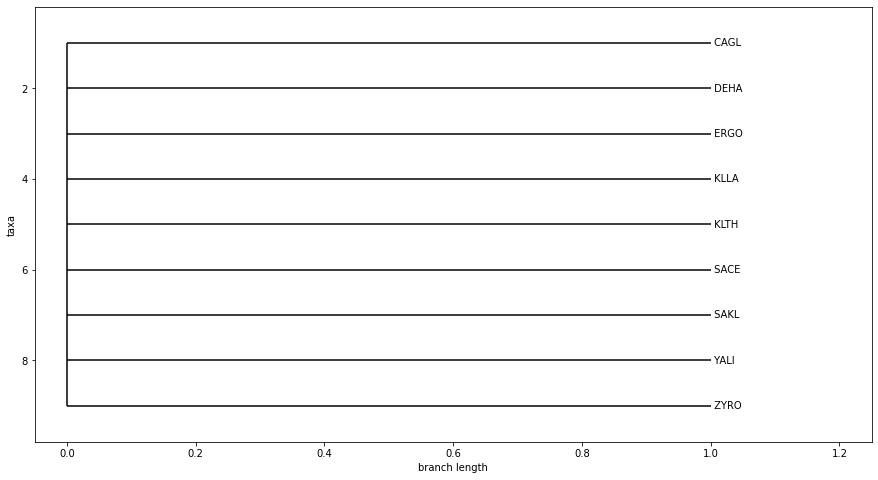 CAGL
2 DEHA
ERGO
4 KLLA
taxa
KLTH
6 SACE
SAKL
8 YALI
ZYRO
0.0 0.2 0.4 0.6 0.8 1.0 1.2
branch length